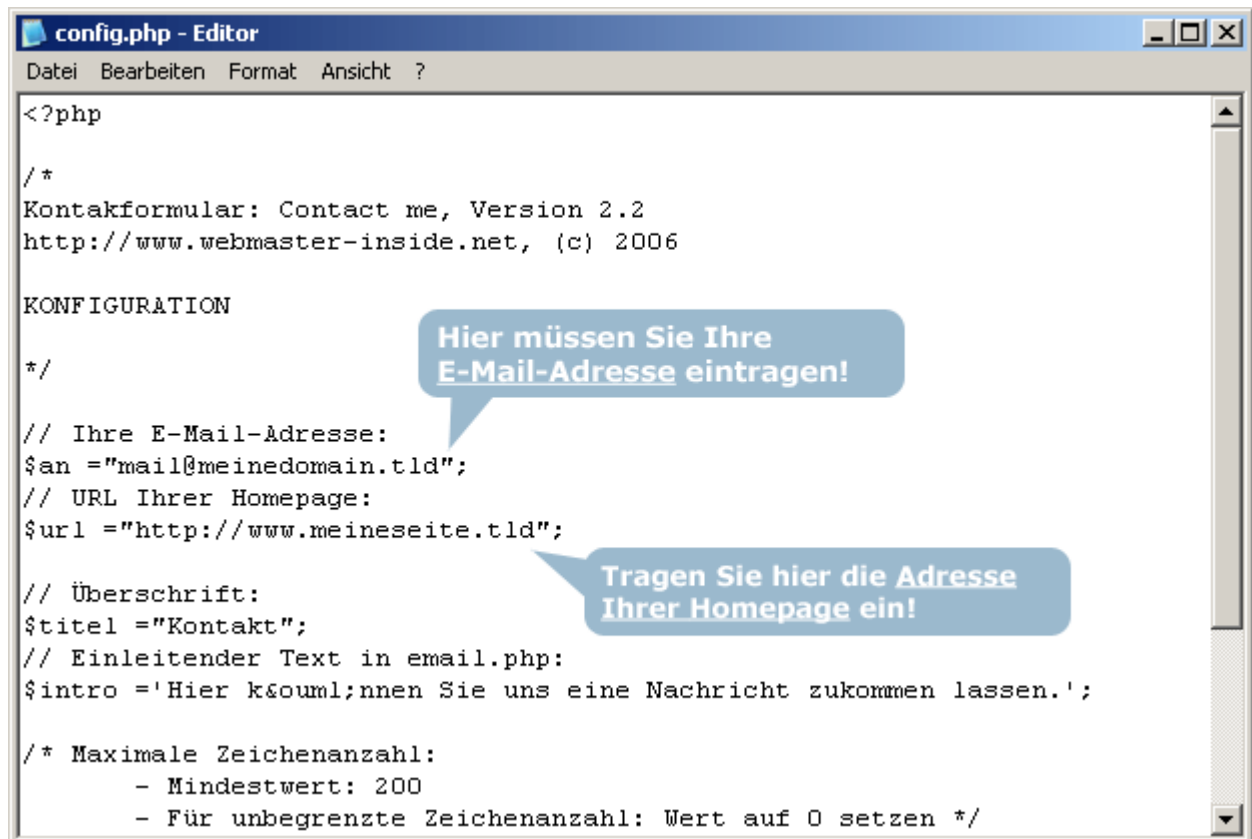 config.php - Editor
Datei Bearbeiten Format Ansicht ?
<?php
/*
Kontakformular: Contact me, Version 2.2
http://www.webmaster-inside.net, (c) 2006
KONFIGURATION
*/
Hier müssen Sie Ihre
E-Mail-Adresse eintragen!
// Ihre E-Mail-Adresse:
$an ="mail@meinedomain.tld";
// URL Ihrer Homepage:
$url ="http://www.meineseite.tld";
Tragen Sie hier die Adresse
Ihrer Homepage ein!
// Überschrift:
$titel ="Kontakt";
// Einleitender Text in email.php:
$intro ='Hier k&ouml;nnen Sie uns eine Nachricht zukommen lassen.';
/* Maximale Zeichenanzahl:
- Mindestwert: 200
- Für unbegrenzte Zeichenanzahl: Wert auf 0 setzen */